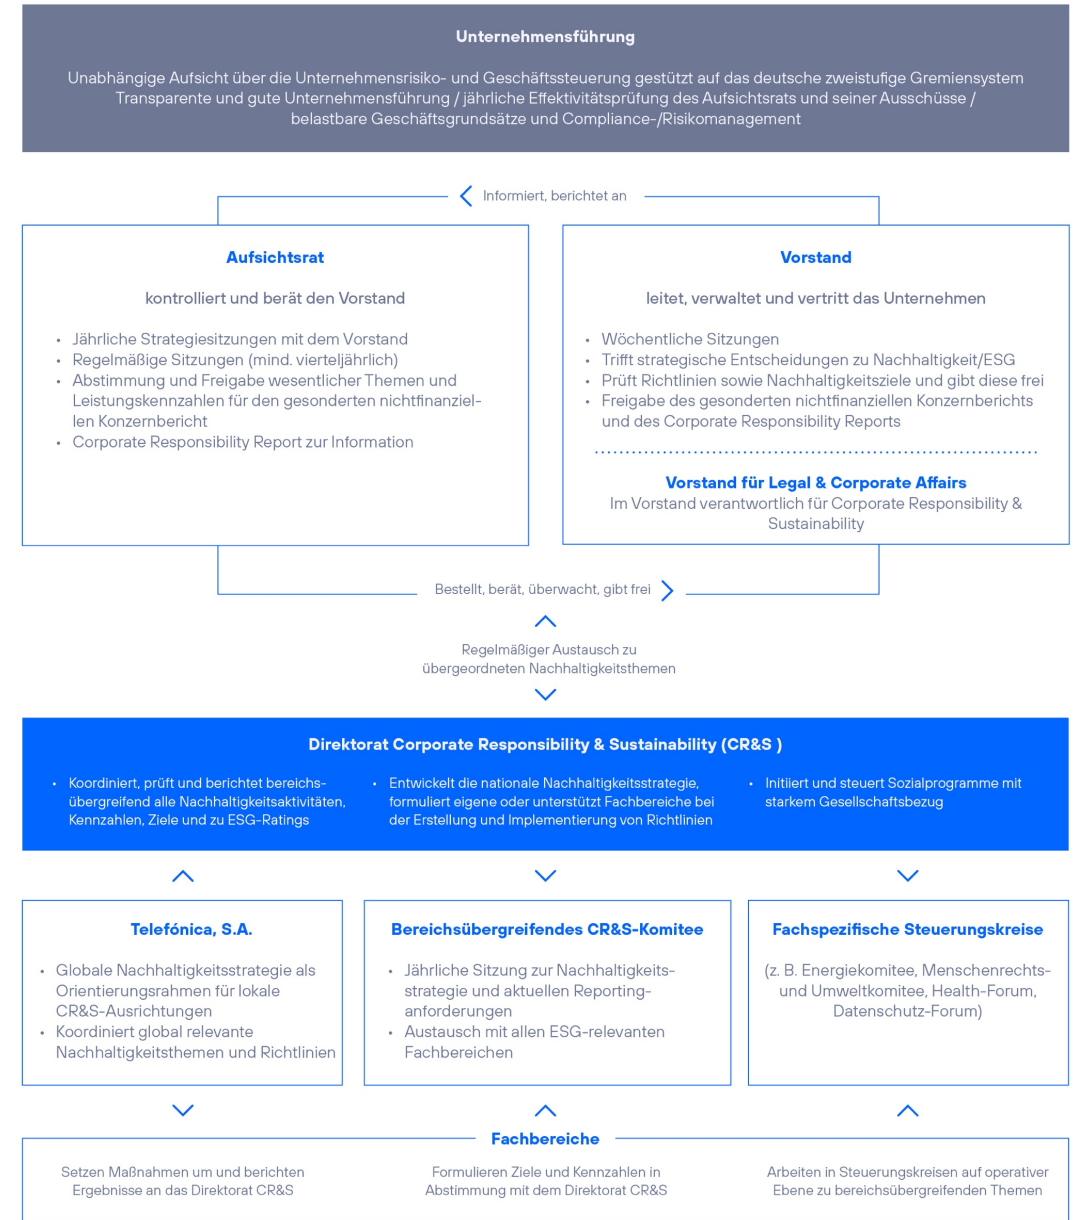 Unternehmensführung
Unabhängige Aufsicht über die Unternehmensrisiko- und Geschäftssteuerung gestützt auf das deutsche zweistufige Gremiensystem
Transparente und gute Unternehmensführung / jährliche Effektivitätsprüfung des Aufsichtsrats und seiner Ausschüsse /
belastbare Geschäftsgrundsätze und Compliance-/Risikomanagement
Informiert, berichtet an
Aufsichtsrat
kontrolliert und berät den Vorstand
• Jährliche Strategiesitzungen mit dem Vorstand
• Regelmäßige Sitzungen (mind. vierteljährlich)
• Abstimmung und Freigabe wesentlicher Themen und
Leistungskennzahlen für den gesonderten nichtfinanziel-
len Konzernbericht
• Corporate Responsibility Report zur Information
Vorstand
leitet, verwaltet und vertritt das Unternehmen
• Wöchentliche Sitzungen
• Trifft strategische Entscheidungen zu Nachhaltigkeit/ESG
• Prüft Richtlinien sowie Nachhaltigkeitsziele und gibt diese frei
• Freigabe des gesonderten nichtfinanziellen Konzernberichts
und des Corporate Responsibility Reports
Vorstand für Legal & Corporate Affairs
Im Vorstand verantwortlich für Corporate Responsibility &
Sustainability
Bestellt, berät, überwacht, gibt frei
Regelmäßiger Austausch zu
übergeordneten Nachhaltigkeitsthemen
Direktorat Corporate Responsibility & Sustainability (CR&S )
• Koordiniert, prüft und berichtet bereichs-
übergreifend alle Nachhaltigkeitsaktivitäten,
Kennzahlen, Ziele und zu ESG-Ratings
• Entwickelt die nationale Nachhaltigkeitsstrategie,
formuliert eigene oder unterstützt Fachbereiche bei
der Erstellung und Implementierung von Richtlinien
• Initiiert und steuert Sozialprogramme mit
starkem Gesellschaftsbezug
Telefónica, S.A.
• Globale Nachhaltigkeitsstrategie als
Orientierungsrahmen für lokale
CR&S-Ausrichtungen
• Koordiniert global relevante
Nachhaltigkeitsthemen und Richtlinien
Bereichsübergreifendes CR&S-Komitee
• Jährliche Sitzung zur Nachhaltigkeits-
strategie und aktuellen Reporting-
anforderungen
• Austausch mit allen ESG-relevanten
Fachbereichen
Fachspezifische Steuerungskreise
(z. B. Energiekomitee, Menschenrechts-
und Umweltkomitee, Health-Forum,
Datenschutz-Forum)
Fachbereiche
Setzen Maßnahmen um und berichten
Ergebnisse an das Direktorat CR&S
Formulieren Ziele und Kennzahlen in
Abstimmung mit dem Direktorat CR&S
Arbeiten in Steuerungskreisen auf operativer
Ebene zu bereichsübergreifenden Themen